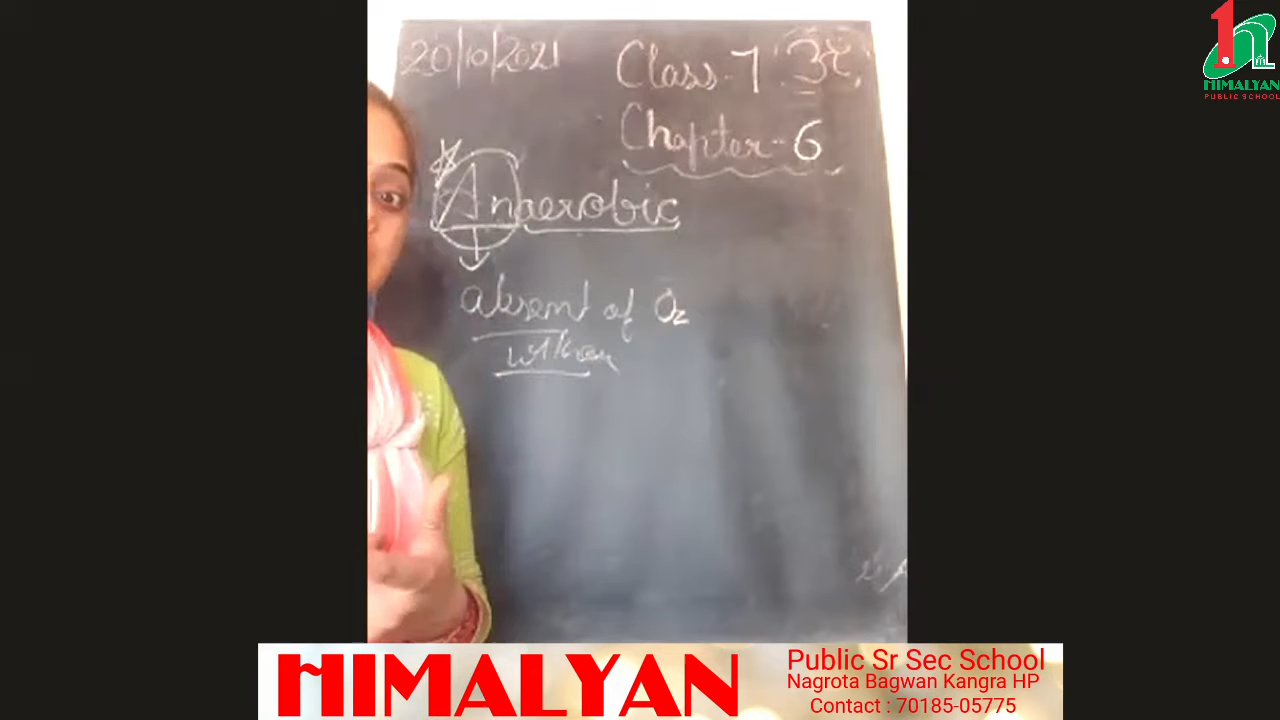 20/10/2021
Class-7
Chapter-6
Anaerobic
absent of O₂
HIMALYAN
PUBLIC SCHOOL
HIMALYAN
Public Sr Sec School
Nagrota Bagwan Kangra HP
Contact : 70185-05775